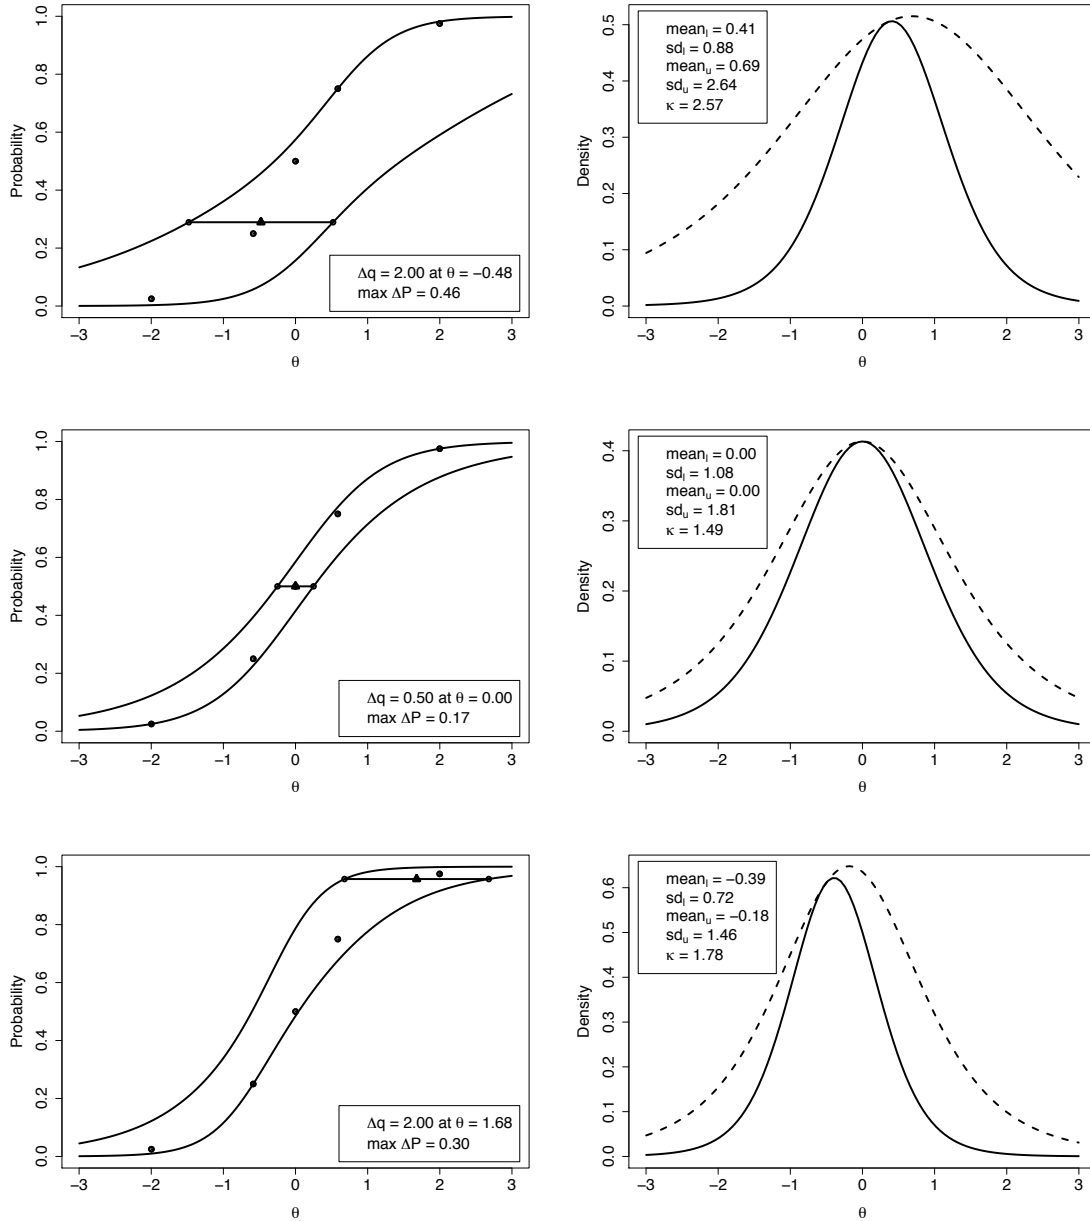 Probability
0.0 0.2 0.4 0.6 0.8 1.0
Δq = 2.00 at θ = −0.48
max ΔP = 0.46
−3 −2 −1 0 1 2 3
θ
Density
0.0 0.1 0.2 0.3 0.4 0.5
meanₗ = 0.41
sdₗ = 0.88
meanᵤ = 0.69
sdᵤ = 2.64
κ = 2.57
−3 −2 −1 0 1 2 3
θ
Probability
0.0 0.2 0.4 0.6 0.8 1.0
Δq = 0.50 at θ = 0.00
max ΔP = 0.17
−3 −2 −1 0 1 2 3
θ
Density
0.0 0.1 0.2 0.3 0.4
meanₗ = 0.00
sdₗ = 1.08
meanᵤ = 0.00
sdᵤ = 1.81
κ = 1.49
−3 −2 −1 0 1 2 3
θ
Probability
0.0 0.2 0.4 0.6 0.8 1.0
Δq = 2.00 at θ = 1.68
max ΔP = 0.30
−3 −2 −1 0 1 2 3
θ
Density
0.0 0.1 0.2 0.3 0.4 0.5 0.6
meanₗ = −0.39
sdₗ = 0.72
meanᵤ = −0.18
sdᵤ = 1.46
κ = 1.78
−3 −2 −1 0 1 2 3
θ